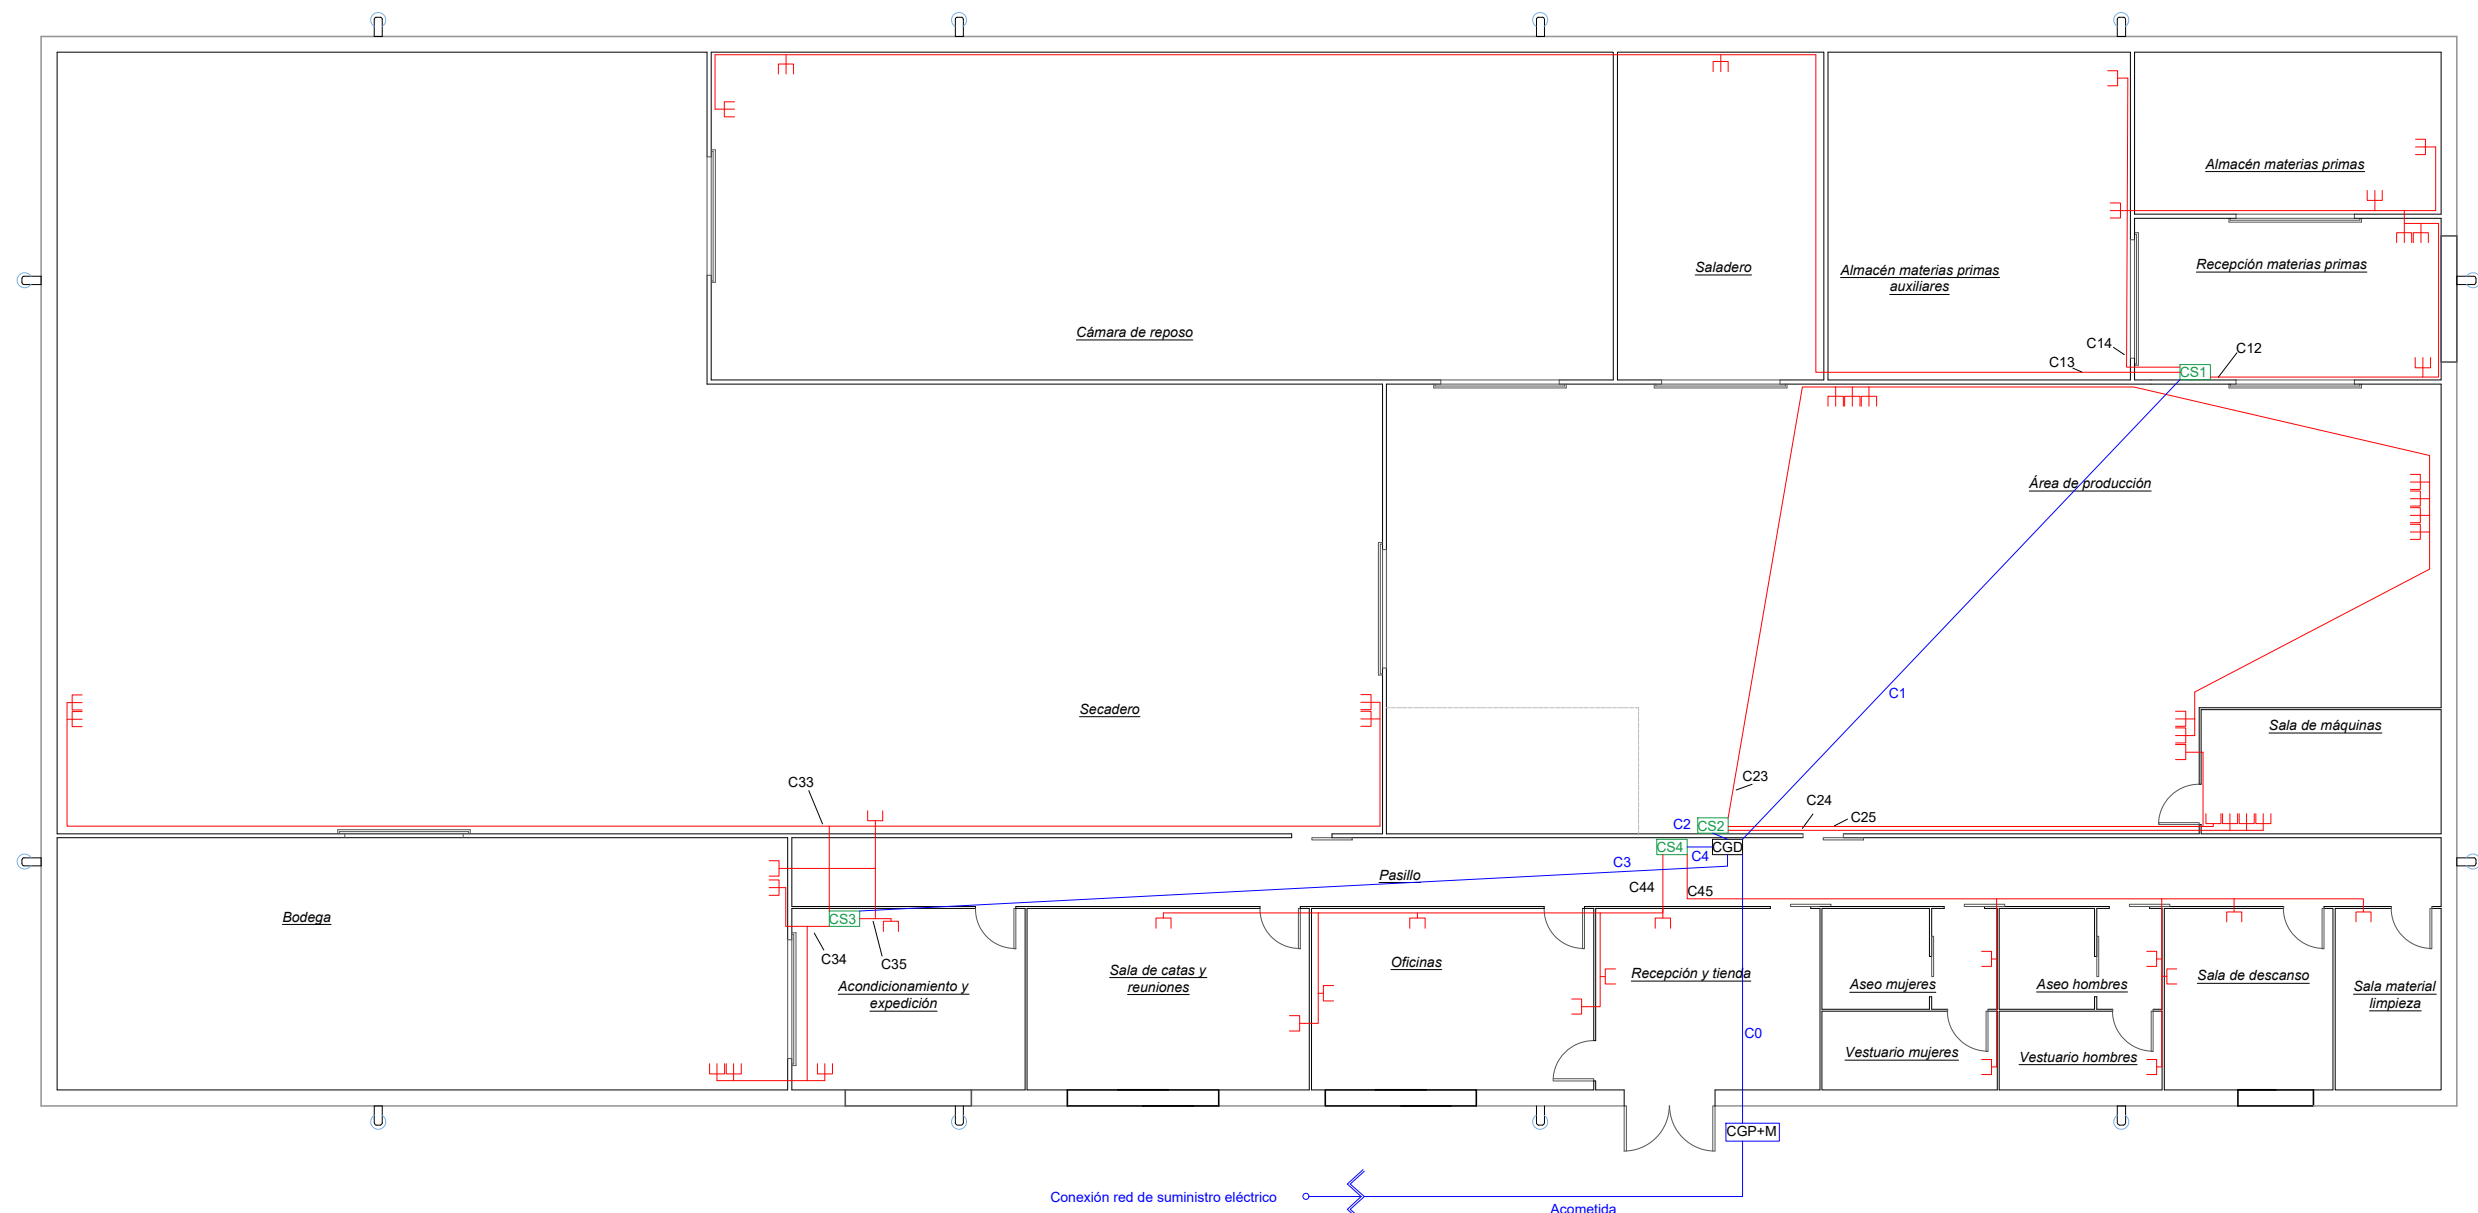 Almacén materias primas
Saladero
Almacén materias primas
auxiliares
Recepción materias primas
Cámara de reposo
C14
C13
C12
CS1
Área de producción
C1
Secadero
Sala de máquinas
C33
C23
C24
C25
C2
CS2
CS4
CGD
C4
C3
Pasillo
C44
C45
Bodega
CS3
C34
C35
Acondicionamiento y
expedición
Sala de catas y
reuniones
Oficinas
Recepción y tienda
Aseo mujeres
Aseo hombres
Sala de descanso
Sala material
limpieza
C0
Vestuario mujeres
Vestuario hombres
CGP+M
Conexión red de suministro eléctrico
Acometida